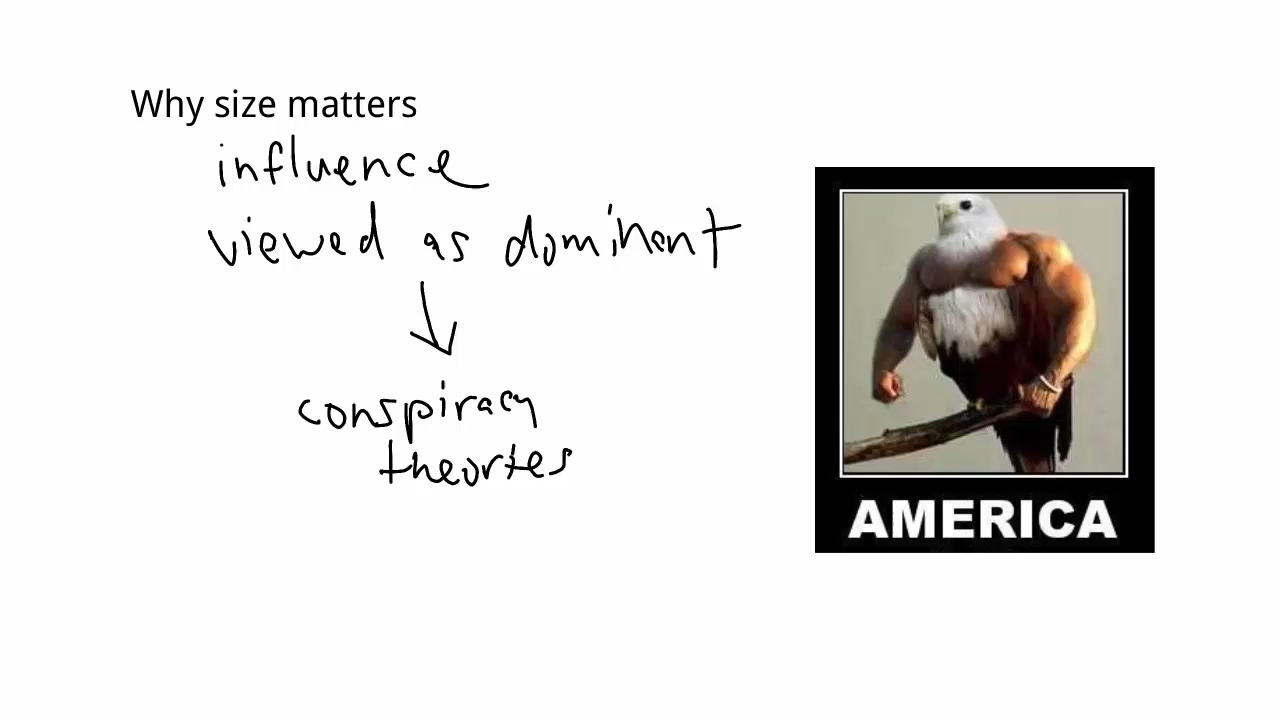 Why size matters
influence
viewed as dominant
conspiracy
theories
AMERICA